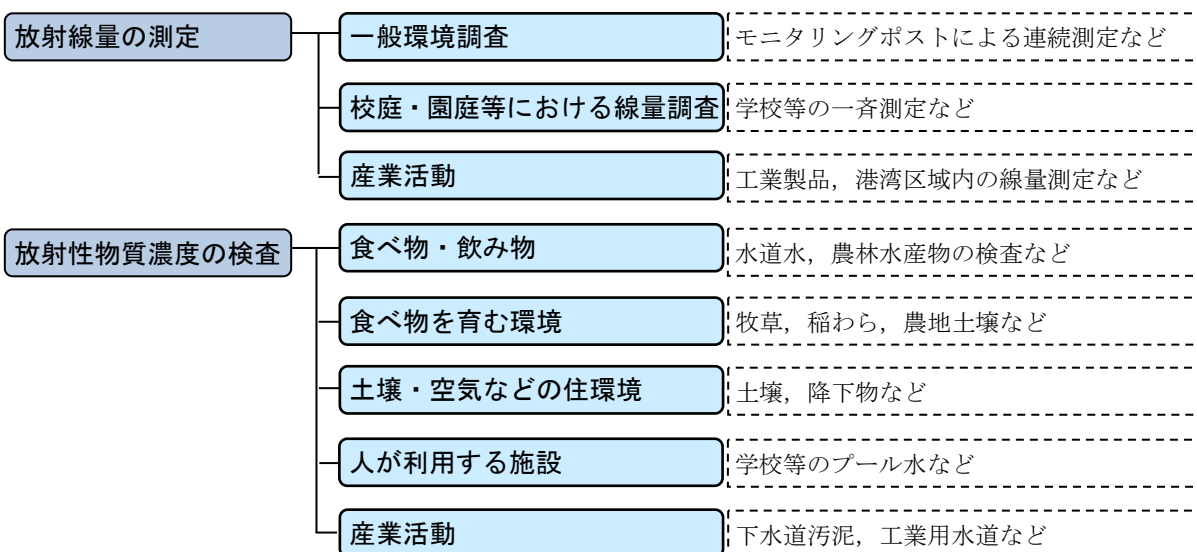 放射線量の測定
一般環境調査
モニタリングポストによる連続測定など
校庭・園庭等における線量調査
学校等の一斉測定など
産業活動
工業製品，港湾区域内の線量測定など
放射性物質濃度の検査
食べ物・飲み物
水道水，農林水産物の検査など
食べ物を育む環境
牧草，稲わら，農地土壌など
土壌・空気などの住環境
土壌，降下物など
人が利用する施設
学校等のプール水など
産業活動
下水道汚泥，工業用水道など